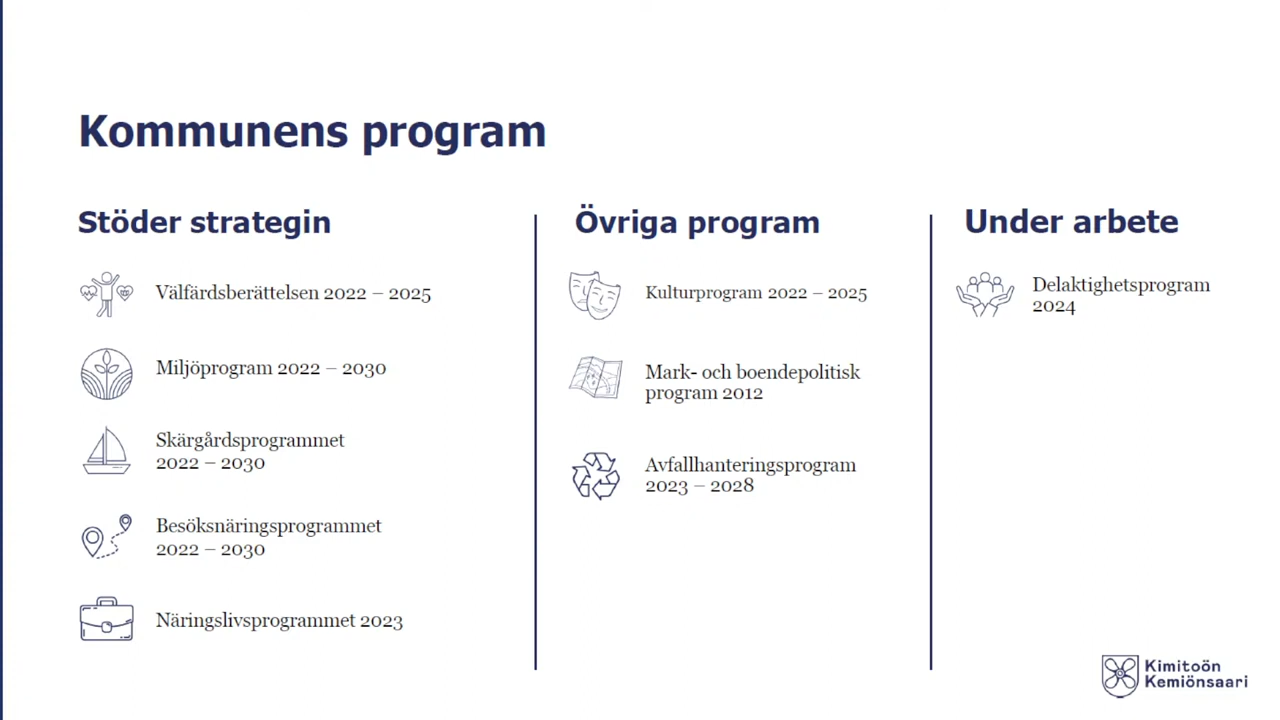 Kommunens program
Stöder strategin
Välfärdsberättelsen 2022 – 2025
Miljöprogram 2022 – 2030
Skärgårdsprogrammet
2022 – 2030
Besöksnäringsprogrammet
2022 – 2030
Näringslivsprogrammet 2023
Övriga program
Kulturprogram 2022 – 2025
Mark- och boendepolitisk
program 2012
Avfallhanteringsprogram
2023 – 2028
Under arbete
Delaktighetsprogram
2024
Kimitoön
Kemiönsaari